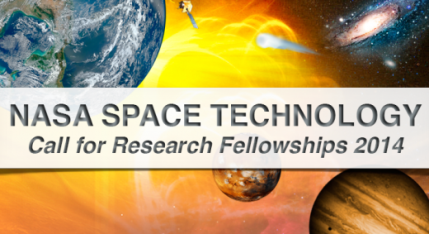 NASA SPACE TECHNOLOGY
Call for Research Fellowships 2014